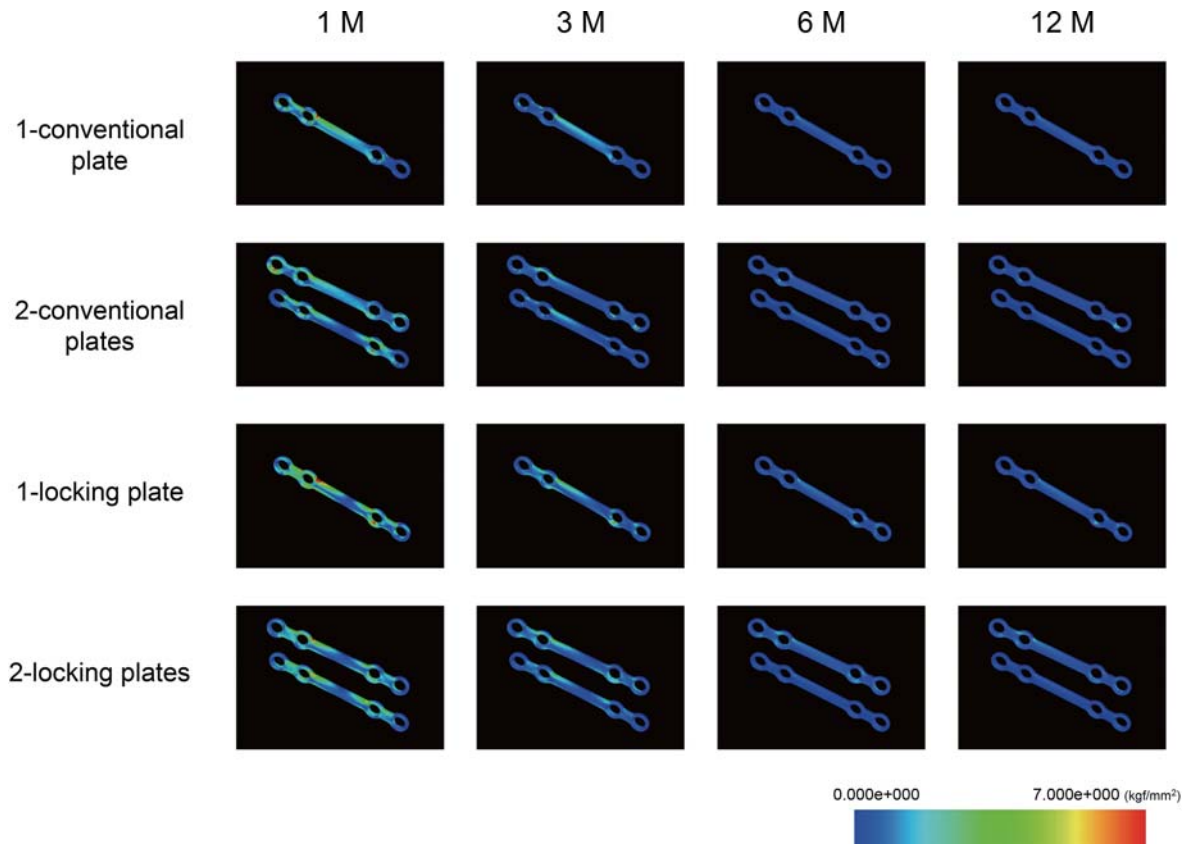 1 M 3 M 6 M 12 M
1-conventional
plate
2-conventional
plates
1-locking plate
2-locking plates
0.000e+000 7.000e+000 (kgf/mm²)